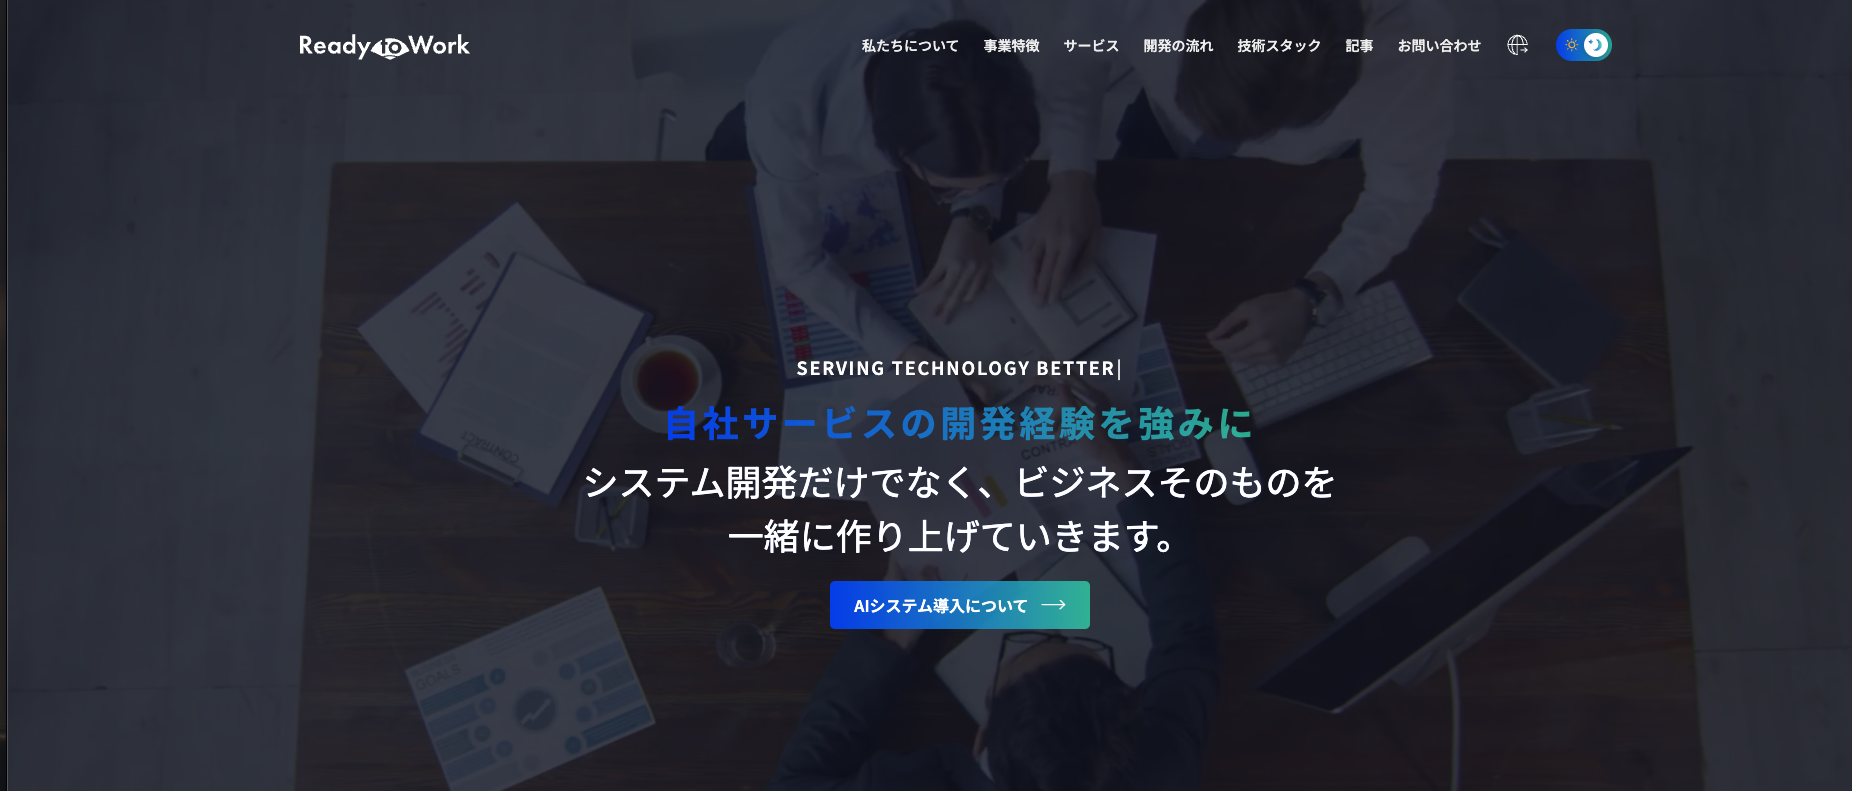 ReadytoWork
私たちについて 事業特徴 サービス 開発の流れ 技術スタック 記事 お問い合わせ
SERVING TECHNOLOGY BETTER|
自社サービスの開発経験を強みに
システム開発だけでなく、ビジネスそのものを
一緒に作り上げていきます。
AIシステム導入について
CONTRACT
GOALS